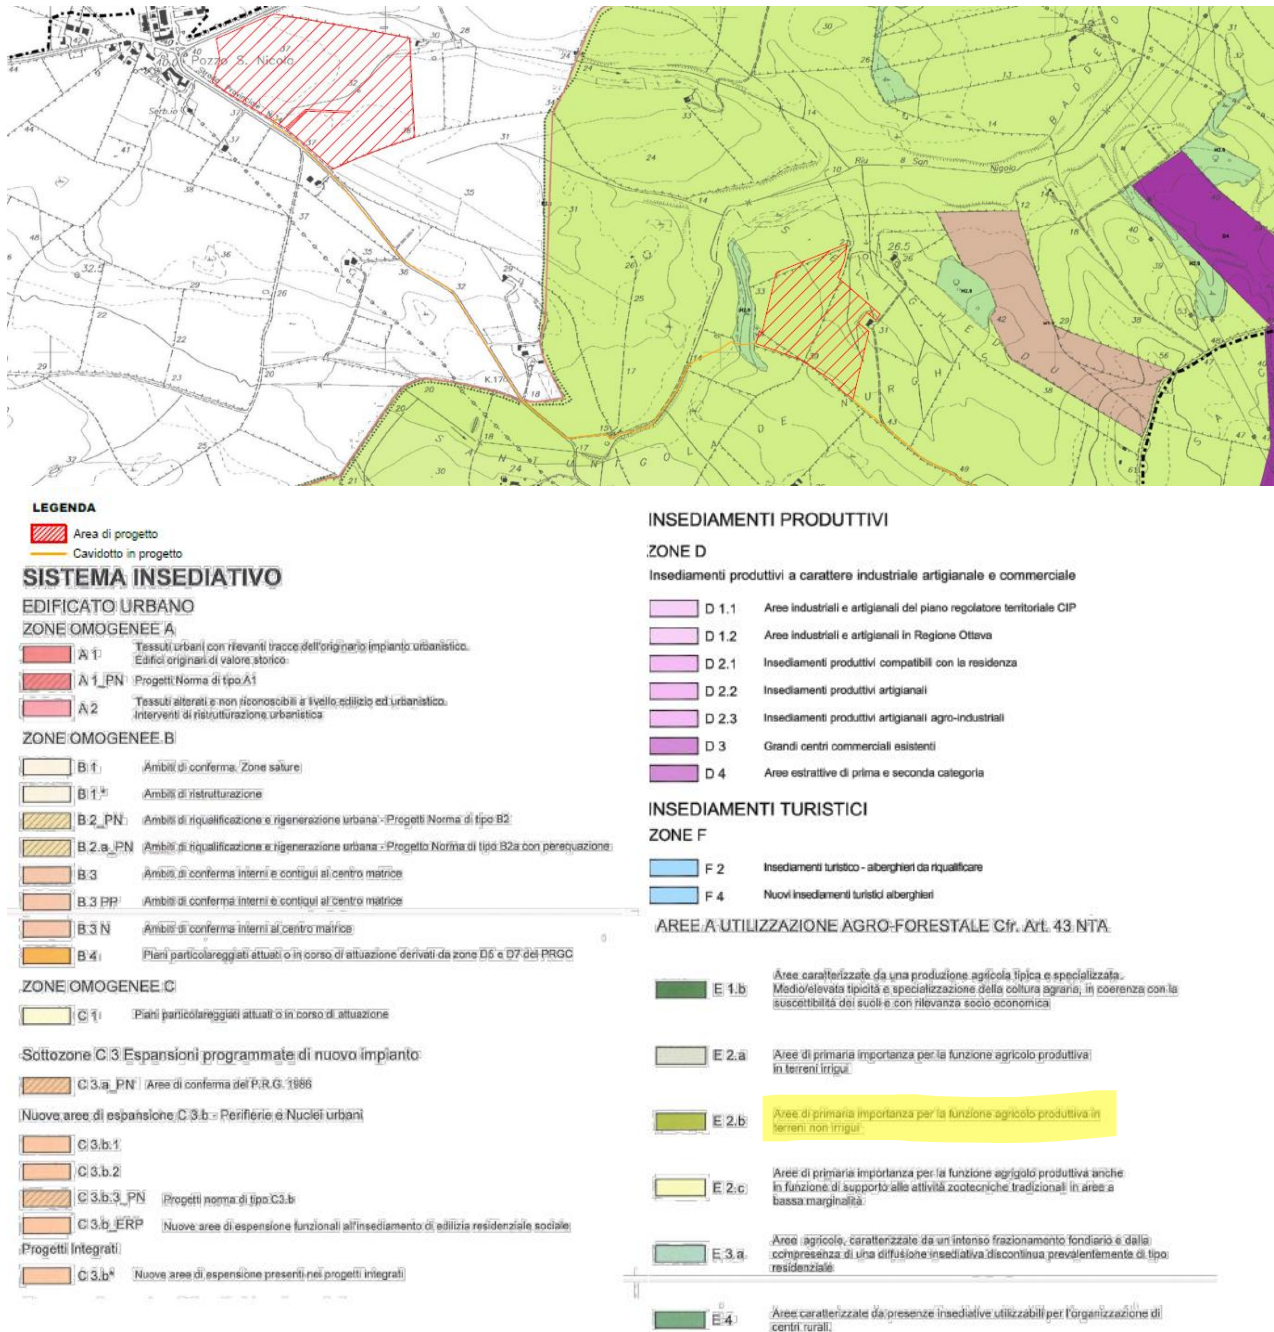 Pozzo S. Nicola
Strada Provinciale N.34
Serb.io
Riu San Nicola
K.17
26.5
32.5
H2.9
D4
SANTU NIGOLA DE NURGHIS
LEGENDA
Area di progetto
Cavidotto in progetto
SISTEMA INSEDIATIVO
EDIFICATO URBANO
ZONE OMOGENEE A
A 1 Tessuti urbani con rilevanti tracce dell'originario impianto urbanistico.
Edifici originari di valore storico.
A 1_PN Progetti Norma di tipo A1
A 2 Tessuti alterati e non riconoscibili a livello edilizio ed urbanistico.
Interventi di ristrutturazione urbanistica
ZONE OMOGENEE B
B 1 Ambiti di conferma. Zone sature
B 1.* Ambiti di ristrutturazione
B 2_PN Ambiti di riqualificazione e rigenerazione urbana - Progetti Norma di tipo B2
B 2.a_PN Ambiti di riqualificazione e rigenerazione urbana - Progetto Norma di tipo B2a con perequazione
B 3 Ambiti di conferma interni e contigui al centro matrice
B.3 PP Ambiti di conferma interni e contigui al centro matrice
B 3 N Ambiti di conferma interni al centro matrice
B 4 Piani particolareggiati attuati o in corso di attuazione derivati da zone D5 e D7 del PRGC
ZONE OMOGENEE C
C 1 Piani particolareggiati attuati o in corso di attuazione
Sottozone C 3 Espansioni programmate di nuovo impianto
C 3.a_PN Aree di conferma del P.R.G. 1986
Nuove aree di espansione C 3.b - Periferie e Nuclei urbani
C 3.b.1
C 3.b.2
C 3.b.3_PN Progetti norma di tipo C3.b
C 3.b_ERP Nuove aree di espensione funzionali all'insediamento di edilizia residenziale sociale
Progetti Integrati
C 3.b* Nuove aree di espensione presenti nei progetti integrati
INSEDIAMENTI PRODUTTIVI
ZONE D
Insediamenti produttivi a carattere industriale artigianale e commerciale
D 1.1 Aree industriali e artigianali del piano regolatore territoriale CIP
D 1.2 Aree industriali e artigianali in Regione Ottava
D 2.1 Insediamenti produttivi compatibili con la residenza
D 2.2 Insediamenti produttivi artigianali
D 2.3 Insediamenti produttivi artigianali agro-industriali
D 3 Grandi centri commerciali esistenti
D 4 Aree estrattive di prima e seconda categoria
INSEDIAMENTI TURISTICI
ZONE F
F 2 Insediamenti turistico - alberghieri da riqualificare
F 4 Nuovi insediamenti turistici alberghieri
AREE A UTILIZZAZIONE AGRO-FORESTALE Cfr. Art. 43 NTA
E 1.b Aree caratterizzate da una produzione agricola tipica e specializzata.
Medio/elevata tipicità e specializzazione della coltura agraria, in coerenza con la
suscettibilità dei suoli e con rilevanza socio economica
E 2.a Aree di primaria importanza per la funzione agricolo produttiva
in terreni irrigui
E 2.b Aree di primaria importanza per la funzione agricolo produttiva in
terreni non irrigui
E 2.c Aree di primaria importanza per la funzione agrigolo produttiva anche
in funzione di supporto alle attività zootecniche tradizionali in aree a
bassa marginalità
E 3.a Aree agricole, caratterizzate da un intenso frazionamento fondiario e dalla
compresenza di una diffusione insediativa discontinua prevalentemente di tipo
residenziale
E 4 Aree caratterizzate da presenze insediative utilizzabili per l'organizzazione di
centri rurali.